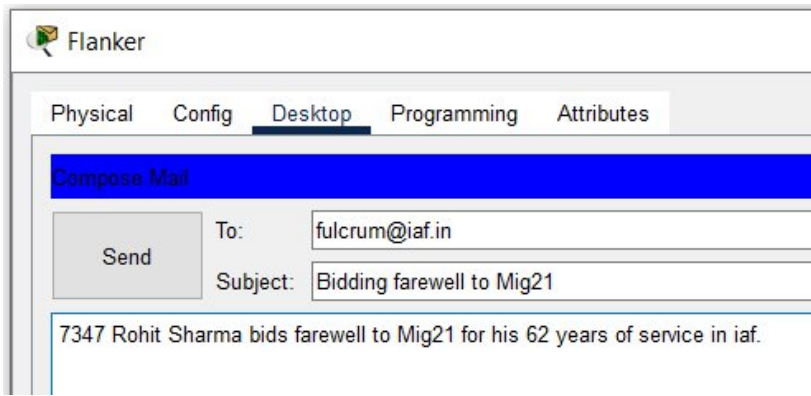 Flanker
Physical Config Desktop Programming Attributes
Compose Mail
Send
To: fulcrum@iaf.in
Subject: Bidding farewell to Mig21
7347 Rohit Sharma bids farewell to Mig21 for his 62 years of service in iaf.